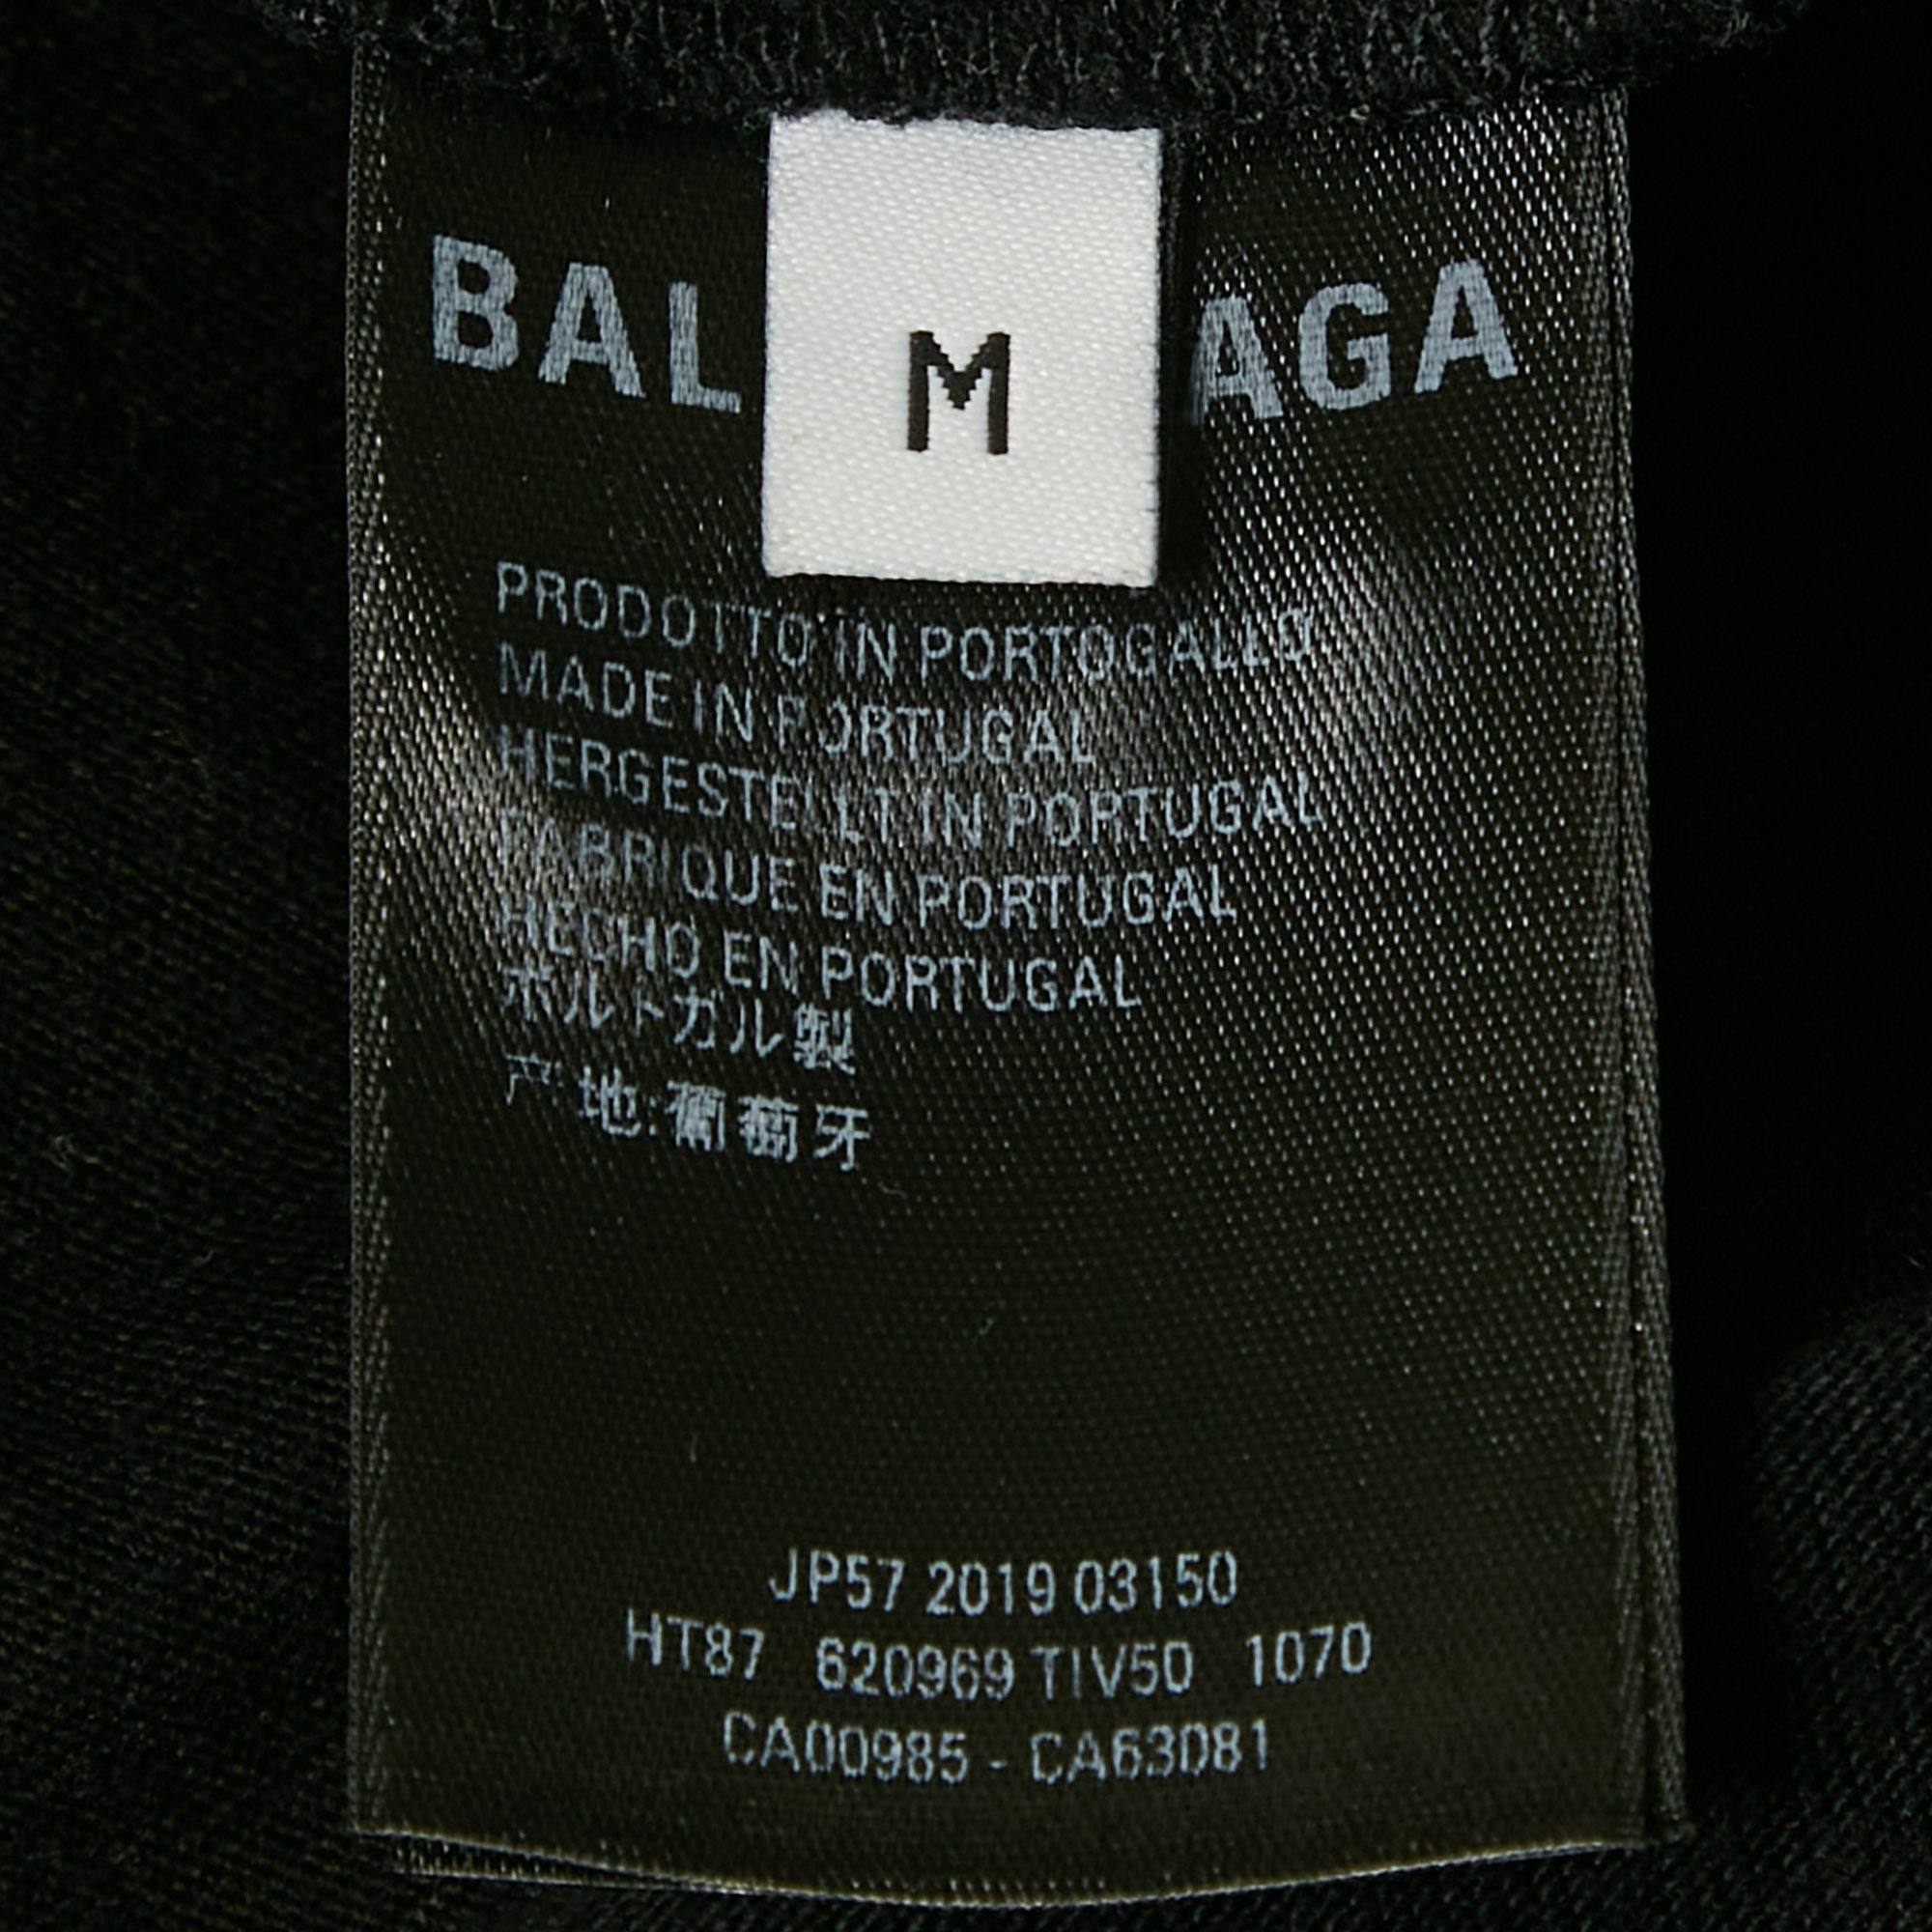 BAL AGA
M
PRODOTTO IN PORTOGALLO
MADE IN PORTUGAL
HERGESTELLT IN PORTUGAL
FABRIQUE EN PORTUGAL
HECHO EN PORTUGAL
ポルトガル製
产地:葡萄牙
JP57 2019 03150
HT87 620969 TIV50 1070
CA00985 - CA63081